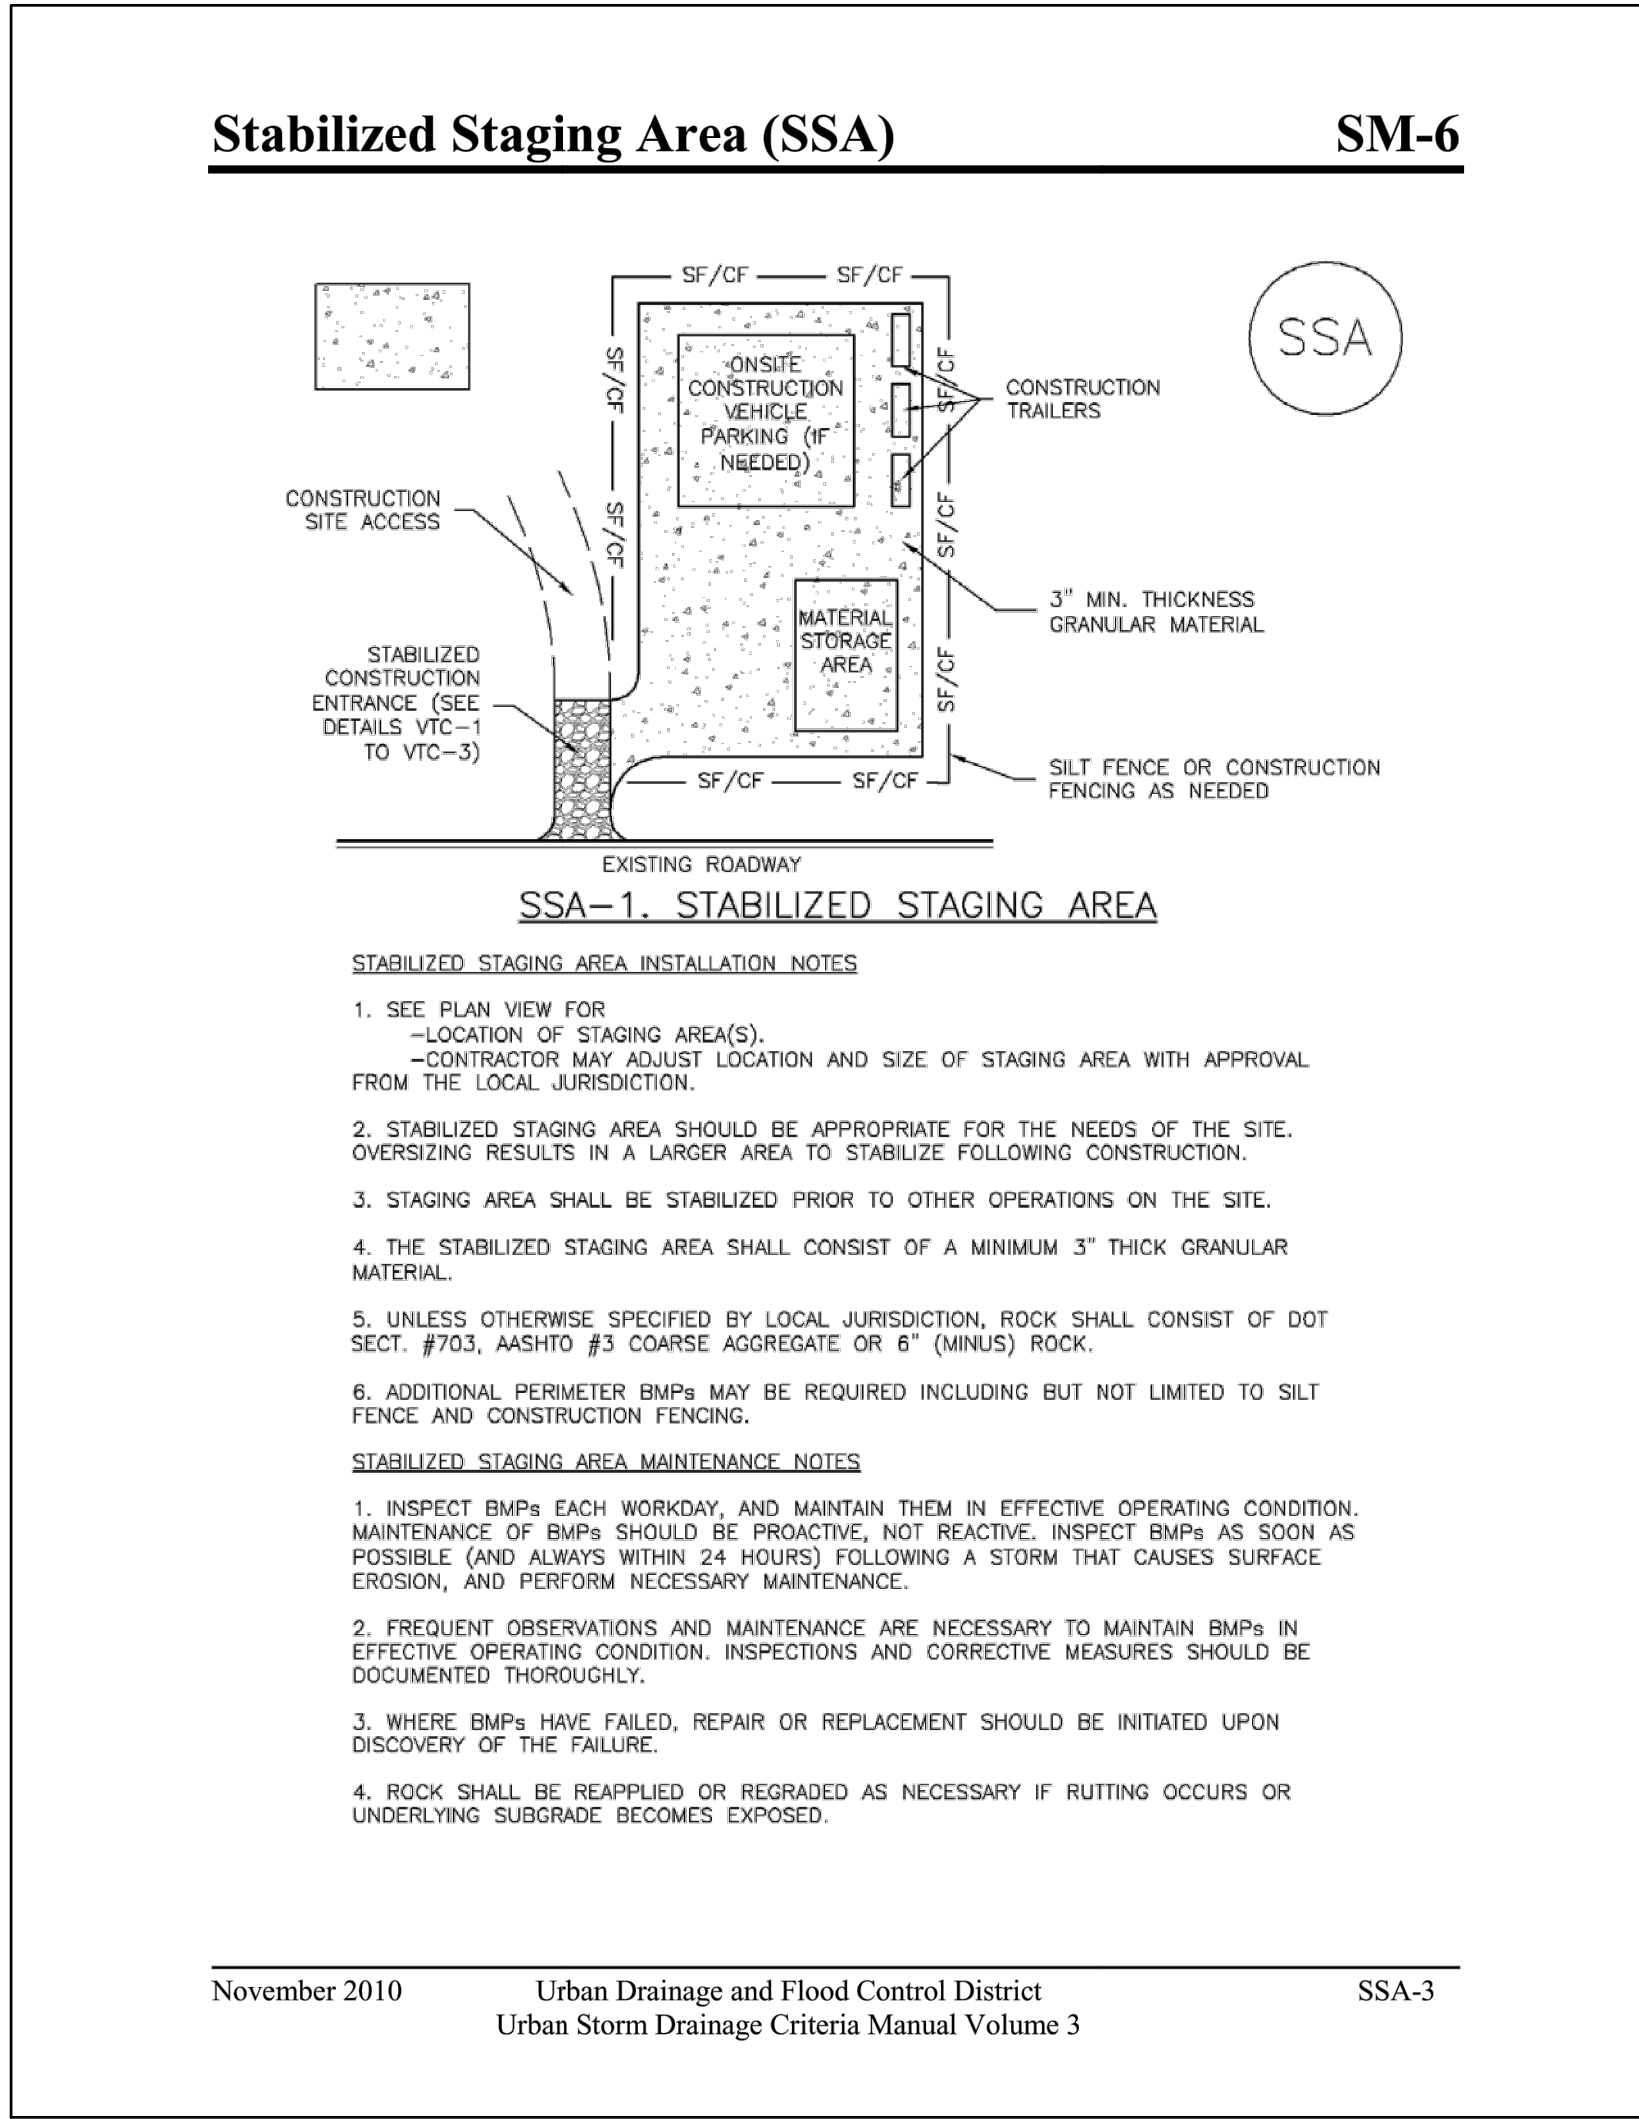 Stabilized Staging Area (SSA) SM-6
SF/CF SF/CF
SSA
SF/CF
SF/CF
ONSITE
CONSTRUCTION
VEHICLE
PARKING (IF
NEEDED)
CONSTRUCTION
TRAILERS
CONSTRUCTION
SITE ACCESS
SF/CF
SF/CF
3" MIN. THICKNESS
GRANULAR MATERIAL
MATERIAL
STORAGE
AREA
SF/CF
STABILIZED
CONSTRUCTION
ENTRANCE (SEE
DETAILS VTC-1
TO VTC-3)
SF/CF SF/CF
SILT FENCE OR CONSTRUCTION
FENCING AS NEEDED
EXISTING ROADWAY
SSA-1. STABILIZED STAGING AREA
STABILIZED STAGING AREA INSTALLATION NOTES
1. SEE PLAN VIEW FOR
-LOCATION OF STAGING AREA(S).
-CONTRACTOR MAY ADJUST LOCATION AND SIZE OF STAGING AREA WITH APPROVAL
FROM THE LOCAL JURISDICTION.
2. STABILIZED STAGING AREA SHOULD BE APPROPRIATE FOR THE NEEDS OF THE SITE.
OVERSIZING RESULTS IN A LARGER AREA TO STABILIZE FOLLOWING CONSTRUCTION.
3. STAGING AREA SHALL BE STABILIZED PRIOR TO OTHER OPERATIONS ON THE SITE.
4. THE STABILIZED STAGING AREA SHALL CONSIST OF A MINIMUM 3" THICK GRANULAR
MATERIAL.
5. UNLESS OTHERWISE SPECIFIED BY LOCAL JURISDICTION, ROCK SHALL CONSIST OF DOT
SECT. #703, AASHTO #3 COARSE AGGREGATE OR 6" (MINUS) ROCK.
6. ADDITIONAL PERIMETER BMPs MAY BE REQUIRED INCLUDING BUT NOT LIMITED TO SILT
FENCE AND CONSTRUCTION FENCING.
STABILIZED STAGING AREA MAINTENANCE NOTES
1. INSPECT BMPs EACH WORKDAY, AND MAINTAIN THEM IN EFFECTIVE OPERATING CONDITION.
MAINTENANCE OF BMPs SHOULD BE PROACTIVE, NOT REACTIVE. INSPECT BMPs AS SOON AS
POSSIBLE (AND ALWAYS WITHIN 24 HOURS) FOLLOWING A STORM THAT CAUSES SURFACE
EROSION, AND PERFORM NECESSARY MAINTENANCE.
2. FREQUENT OBSERVATIONS AND MAINTENANCE ARE NECESSARY TO MAINTAIN BMPs IN
EFFECTIVE OPERATING CONDITION. INSPECTIONS AND CORRECTIVE MEASURES SHOULD BE
DOCUMENTED THOROUGHLY.
3. WHERE BMPs HAVE FAILED, REPAIR OR REPLACEMENT SHOULD BE INITIATED UPON
DISCOVERY OF THE FAILURE.
4. ROCK SHALL BE REAPPLIED OR REGRADED AS NECESSARY IF RUTTING OCCURS OR
UNDERLYING SUBGRADE BECOMES EXPOSED.
November 2010 Urban Drainage and Flood Control District SSA-3
Urban Storm Drainage Criteria Manual Volume 3